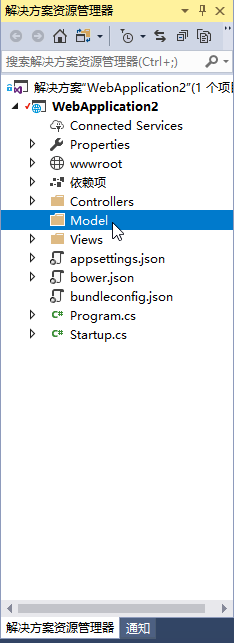 解决方案资源管理器
搜索解决方案资源管理器(Ctrl+;)
解决方案"WebApplication2"(1 个项
WebApplication2
Connected Services
Properties
wwwroot
依赖项
Controllers
Model
Views
appsettings.json
bower.json
bundleconfig.json
C# Program.cs
C# Startup.cs
解决方案资源管理器 通知